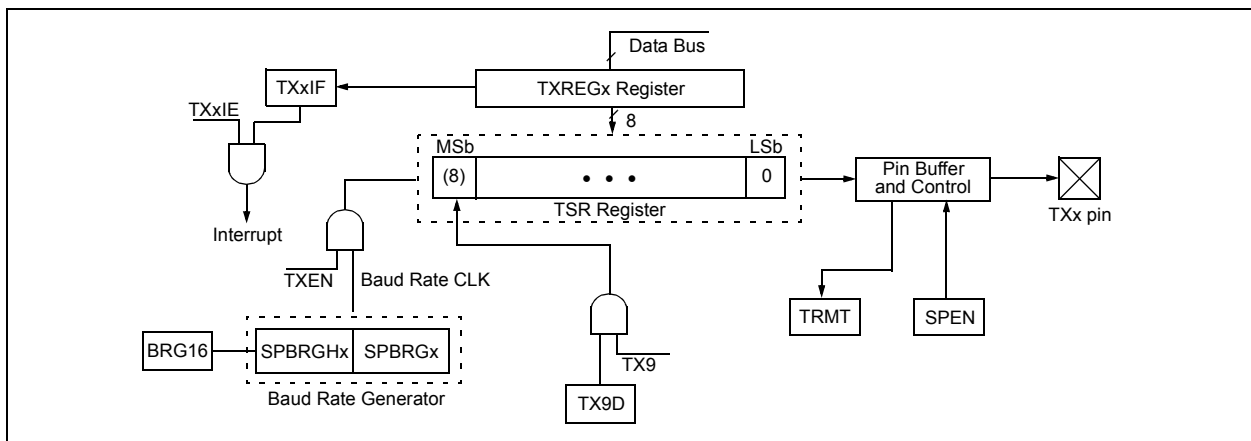 Data Bus
TXxIF
TXREGx Register
TXxIE
8
MSb
LSb
(8)
• • •
0
Pin Buffer
and Control
TSR Register
TXx pin
Interrupt
TXEN
Baud Rate CLK
TRMT
SPEN
BRG16
SPBRGHx
SPBRGx
TX9
Baud Rate Generator
TX9D